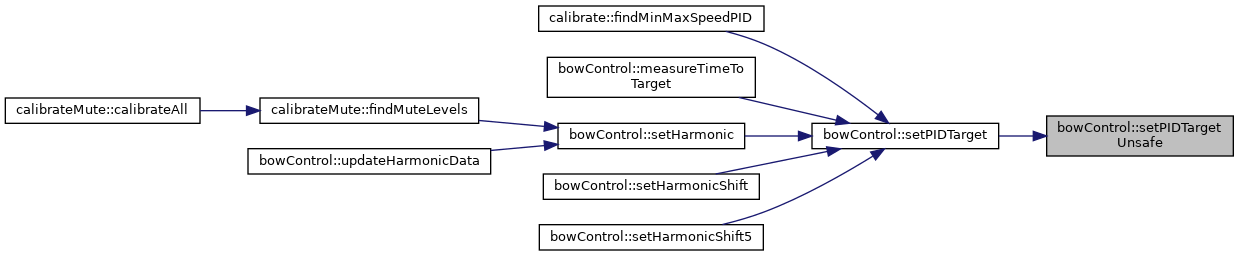 calibrate::findMinMaxSpeedPID
bowControl::measureTimeTo
Target
calibrateMute::calibrateAll
calibrateMute::findMuteLevels
bowControl::updateHarmonicData
bowControl::setHarmonic
bowControl::setHarmonicShift
bowControl::setHarmonicShift5
bowControl::setPIDTarget
bowControl::setPIDTarget
Unsafe